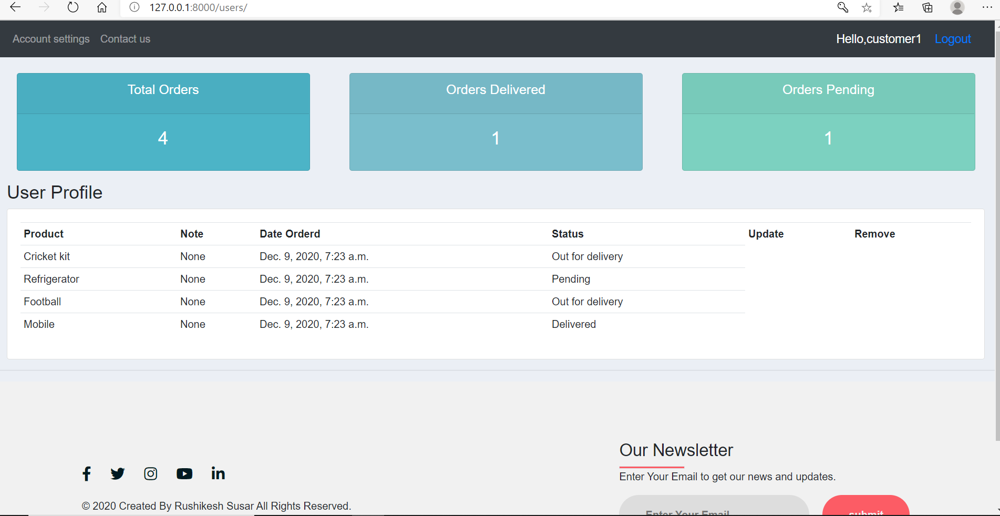 127.0.0.1:8000/users/
Account settings Contact us Hello,customer1 Logout
Total Orders Orders Delivered Orders Pending
4 1 1
User Profile
Product Note Date Orderd Status Update Remove
Cricket kit None Dec. 9, 2020, 7:23 a.m. Out for delivery
Refrigerator None Dec. 9, 2020, 7:23 a.m. Pending
Football None Dec. 9, 2020, 7:23 a.m. Out for delivery
Mobile None Dec. 9, 2020, 7:23 a.m. Delivered
Our Newsletter
Enter Your Email to get our news and updates.
© 2020 Created By Rushikesh Susar All Rights Reserved.
Enter Your Email submit